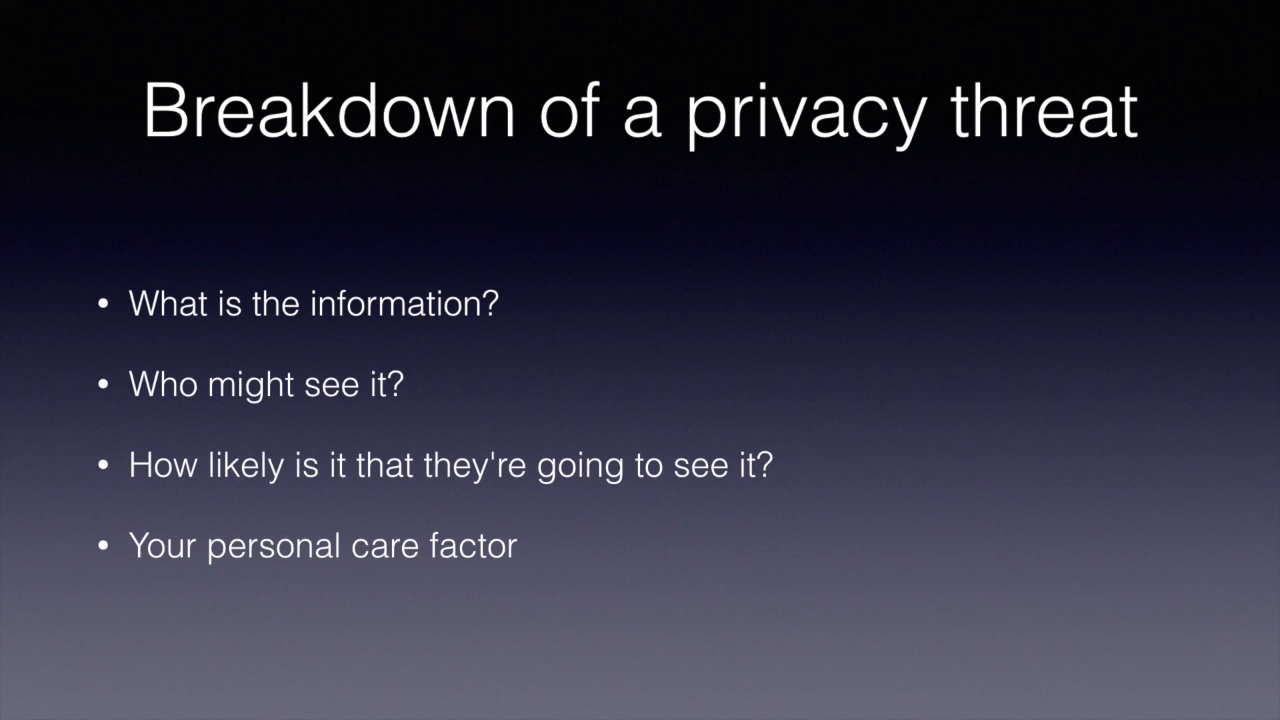 Breakdown of a privacy threat
• What is the information?
• Who might see it?
• How likely is it that they're going to see it?
• Your personal care factor